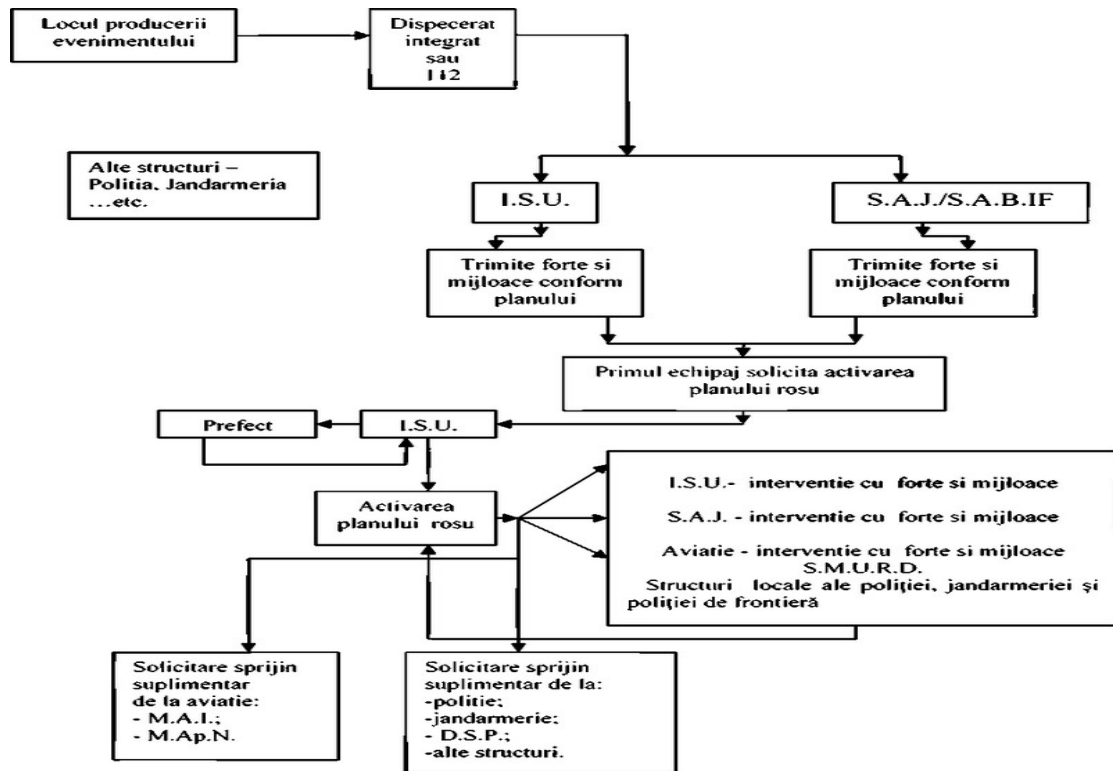 Locul producerii
evenimentului
Dispecerat
integrat
sau
112
Alte structuri –
Politia, Jandarmeria
...etc.
I.S.U.
S.A.J./S.A.B.IF
Trimite forte si
mijloace conform
planului
Trimite forte si
mijloace conform
planului
Primul echipaj solicita activarea
planului rosu
Prefect
I.S.U.
Activarea
planului rosu
I.S.U.- interventie cu forte si mijloace
S.A.J. - interventie cu forte si mijloace
Aviatie - interventie cu forte si mijloace
S.M.U.R.D.
Structuri locale ale poliției, jandarmeriei și
poliției de frontieră
Solicitare sprijin
suplimentar
de la aviatie:
- M.A.I.;
- M.Ap.N.
Solicitare sprijin
suplimentar de la:
-politie;
-jandarmerie;
- D.S.P.;
-alte structuri.